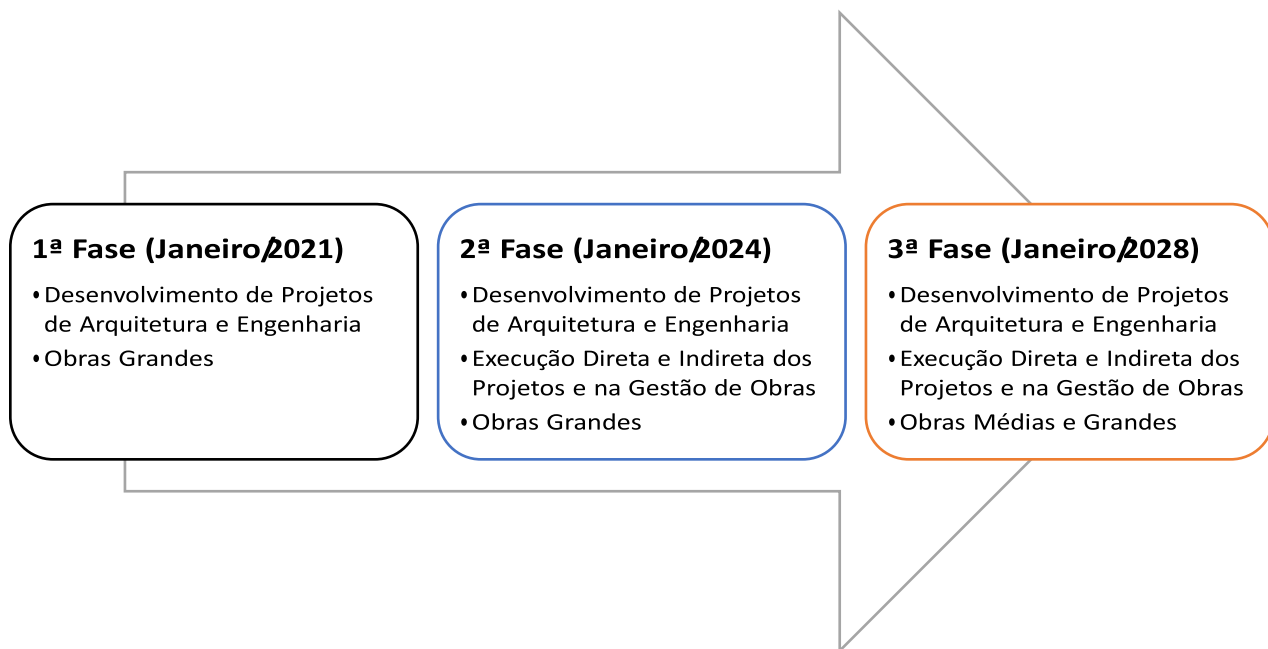 1ª Fase (Janeiro/2021)
•Desenvolvimento de Projetos
de Arquitetura e Engenharia
•Obras Grandes
2ª Fase (Janeiro/2024)
•Desenvolvimento de Projetos
de Arquitetura e Engenharia
•Execução Direta e Indireta dos
Projetos e na Gestão de Obras
•Obras Grandes
3ª Fase (Janeiro/2028)
•Desenvolvimento de Projetos
de Arquitetura e Engenharia
•Execução Direta e Indireta dos
Projetos e na Gestão de Obras
•Obras Médias e Grandes